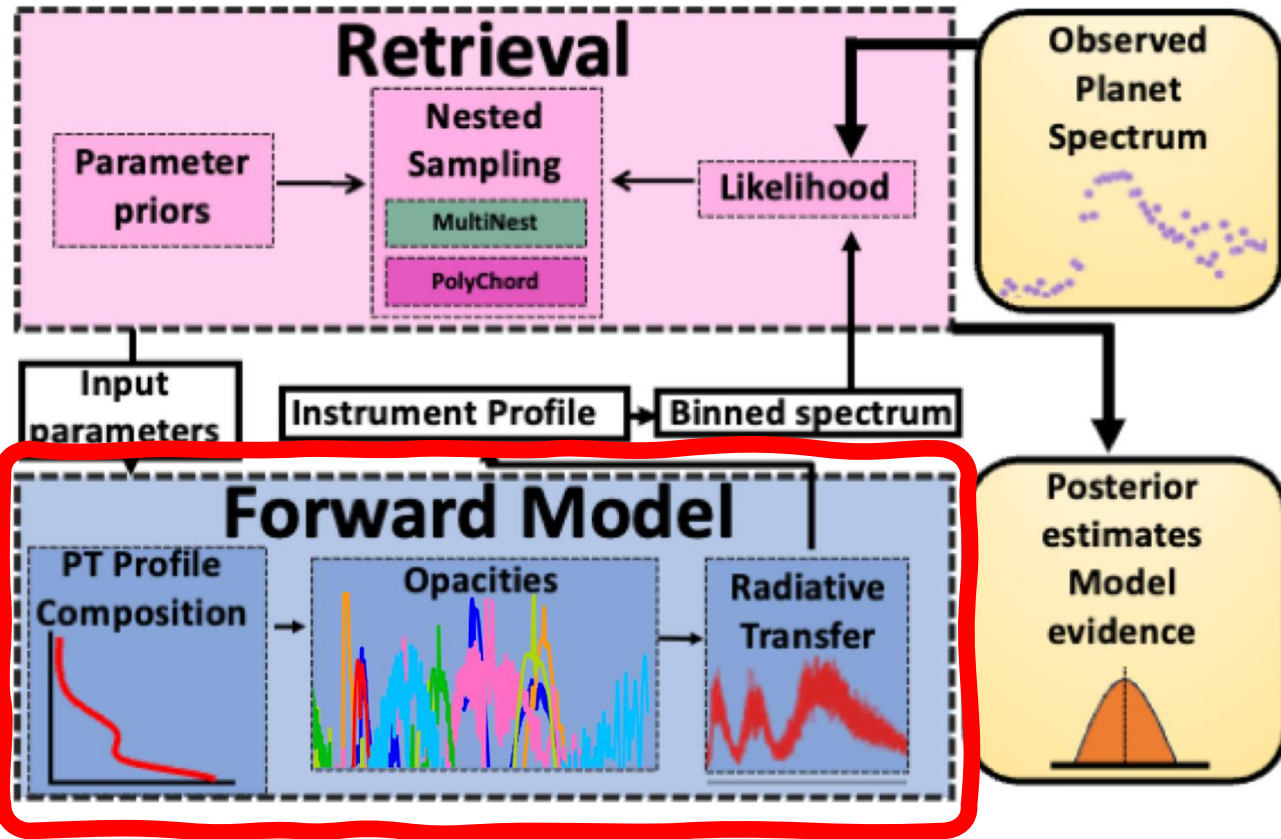 Retrieval
Parameter
priors
Nested
Sampling
MultiNest
PolyChord
Likelihood
Observed
Planet
Spectrum
Input
parameters
Instrument Profile
Binned spectrum
Forward Model
PT Profile
Composition
Opacities
Radiative
Transfer
Posterior
estimates
Model
evidence